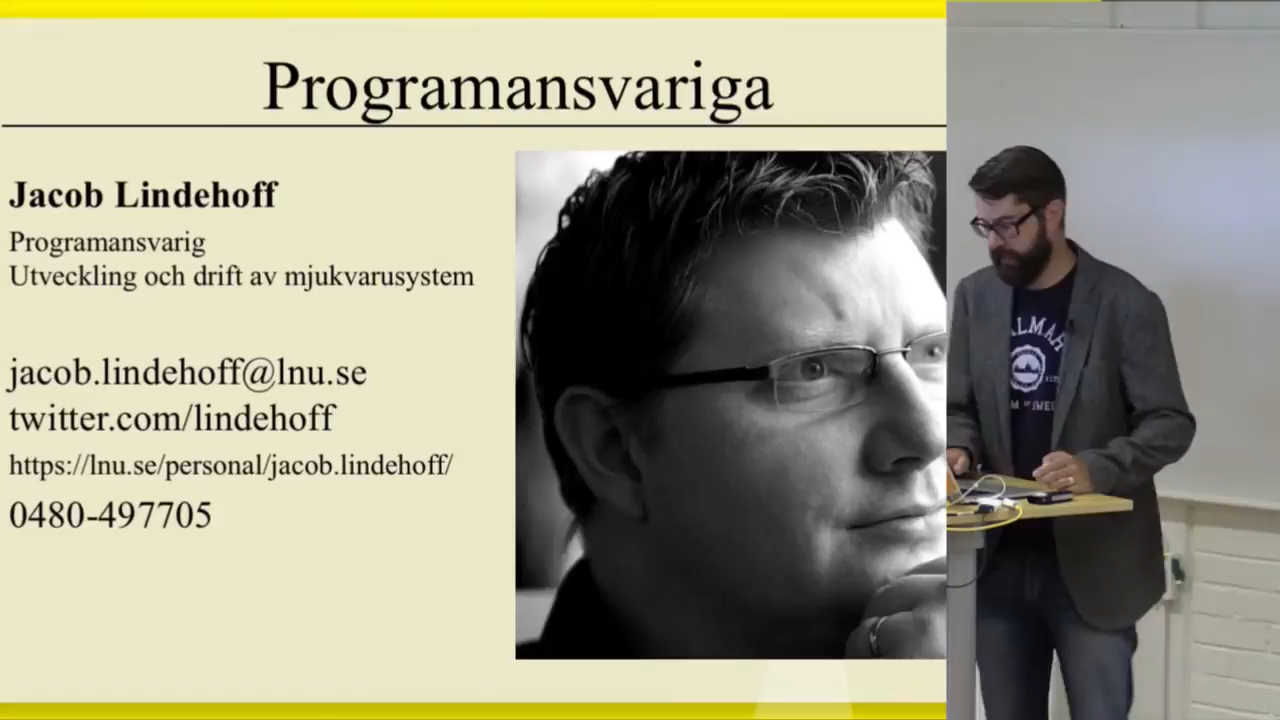 Programansvariga
Jacob Lindehoff
Programansvarig
Utveckling och drift av mjukvarusystem
jacob.lindehoff@lnu.se
twitter.com/lindehoff
https://lnu.se/personal/jacob.lindehoff/
0480-497705